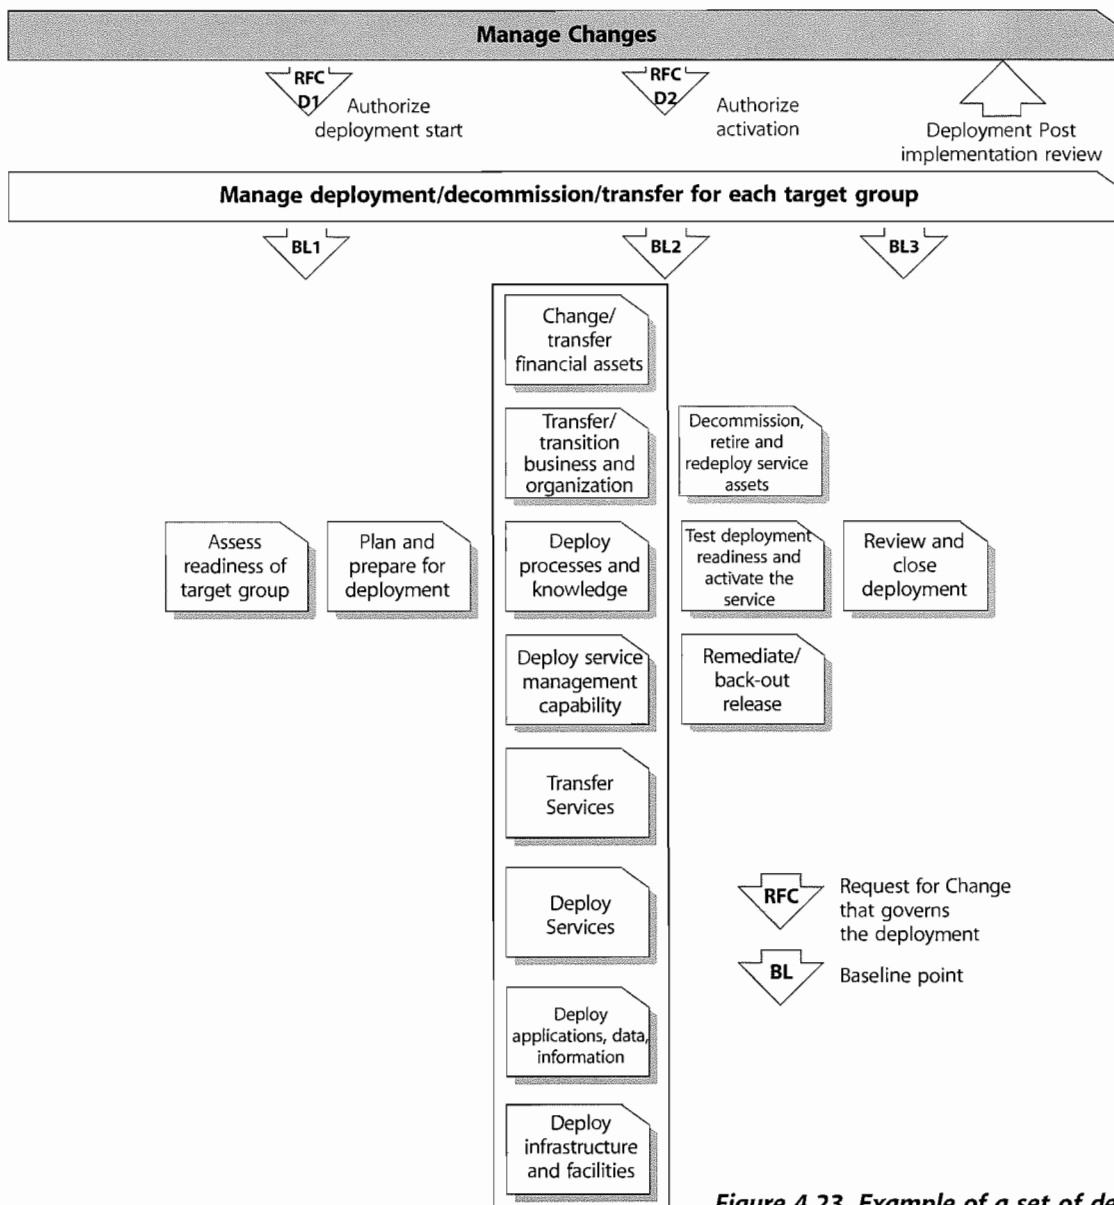 Manage Changes
RFC
D1
Authorize
deployment start
RFC
D2
Authorize
activation
Deployment Post
implementation review
Manage deployment/decommission/transfer for each target group
BL1
BL2
BL3
Change/
transfer
financial assets
Transfer/
transition
business and
organization
Decommission,
retire and
redeploy service
assets
Assess
readiness of
target group
Plan and
prepare for
deployment
Deploy
processes and
knowledge
Test deployment
readiness and
activate the
service
Review and
close
deployment
Deploy service
management
capability
Remediate/
back-out
release
Transfer
Services
Deploy
Services
RFC
Request for Change
that governs
the deployment
BL
Baseline point
Deploy
applications, data,
information
Deploy
infrastructure
and facilities
Figure 4.23 Example of a set of de